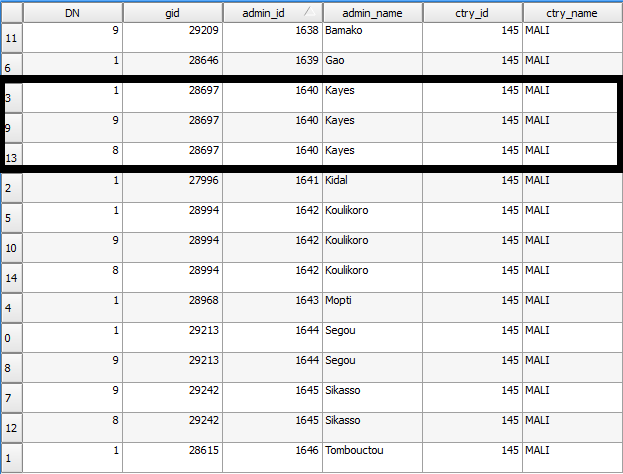 DN gid admin_id admin_name ctry_id ctry_name
11 9 29209 1638 Bamako 145 MALI
6 1 28646 1639 Gao 145 MALI
3 1 28697 1640 Kayes 145 MALI
9 9 28697 1640 Kayes 145 MALI
13 8 28697 1640 Kayes 145 MALI
2 1 27996 1641 Kidal 145 MALI
5 1 28994 1642 Koulikoro 145 MALI
10 9 28994 1642 Koulikoro 145 MALI
14 8 28994 1642 Koulikoro 145 MALI
4 1 28968 1643 Mopti 145 MALI
0 1 29213 1644 Segou 145 MALI
8 9 29213 1644 Segou 145 MALI
7 9 29242 1645 Sikasso 145 MALI
12 8 29242 1645 Sikasso 145 MALI
1 1 28615 1646 Tombouctou 145 MALI